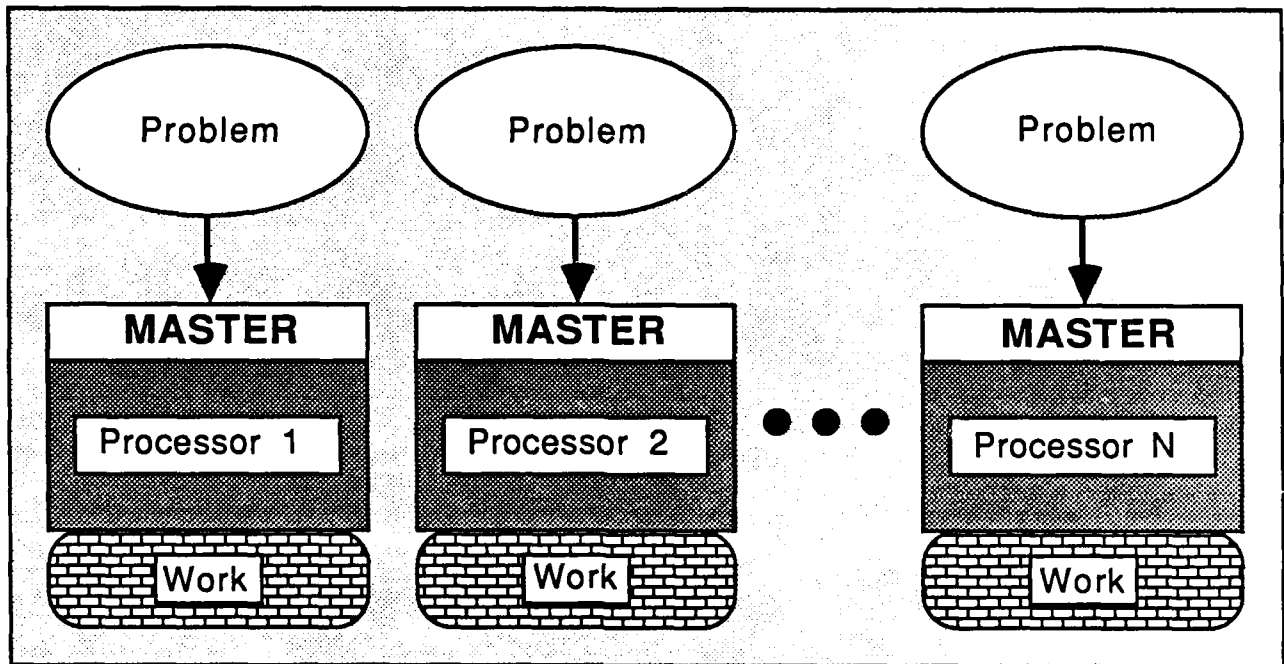 Problem
Problem
Problem
MASTER
MASTER
MASTER
Processor 1
Processor 2
Processor N
Work
Work
Work